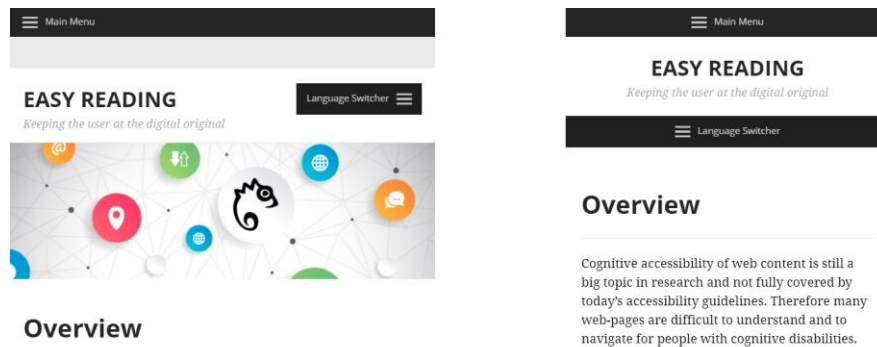 Main Menu
EASY READING
Language Switcher
Keeping the user at the digital original
@
Overview
Main Menu
EASY READING
Keeping the user at the digital original
Language Switcher
Overview
Cognitive accessibility of web content is still a
big topic in research and not fully covered by
today's accessibility guidelines. Therefore many
web-pages are difficult to understand and to
navigate for people with cognitive disabilities.